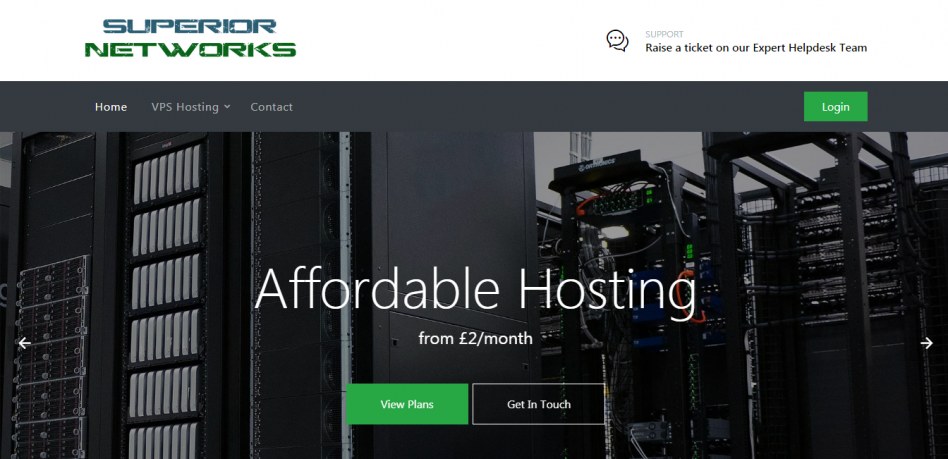 SUPERIOR
NETWORKS
SUPPORT
Raise a ticket on our Expert Helpdesk Team
Home
VPS Hosting
Contact
Login
Affordable Hosting
from £2/month
View Plans
Get In Touch